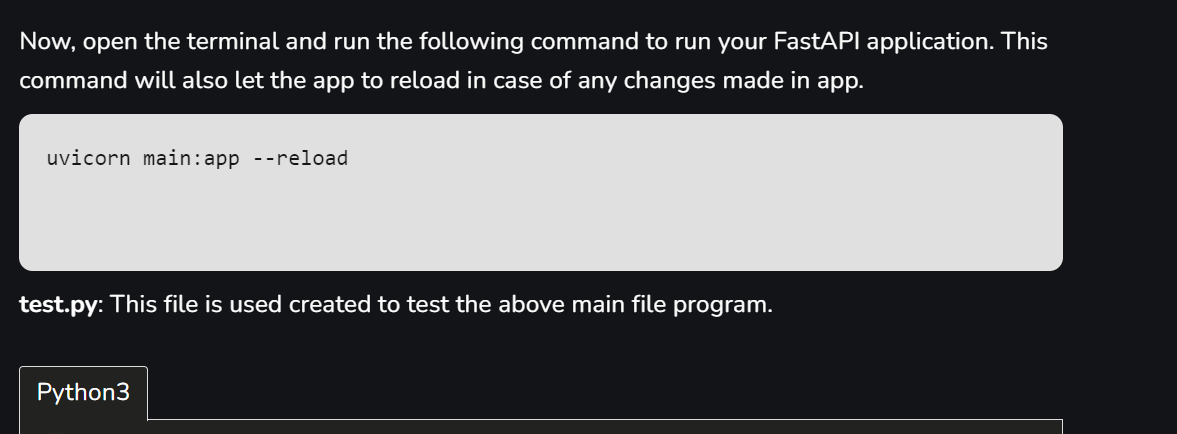 Now, open the terminal and run the following command to run your FastAPI application. This
command will also let the app to reload in case of any changes made in app.
uvicorn main:app --reload
test.py: This file is used created to test the above main file program.
Python3